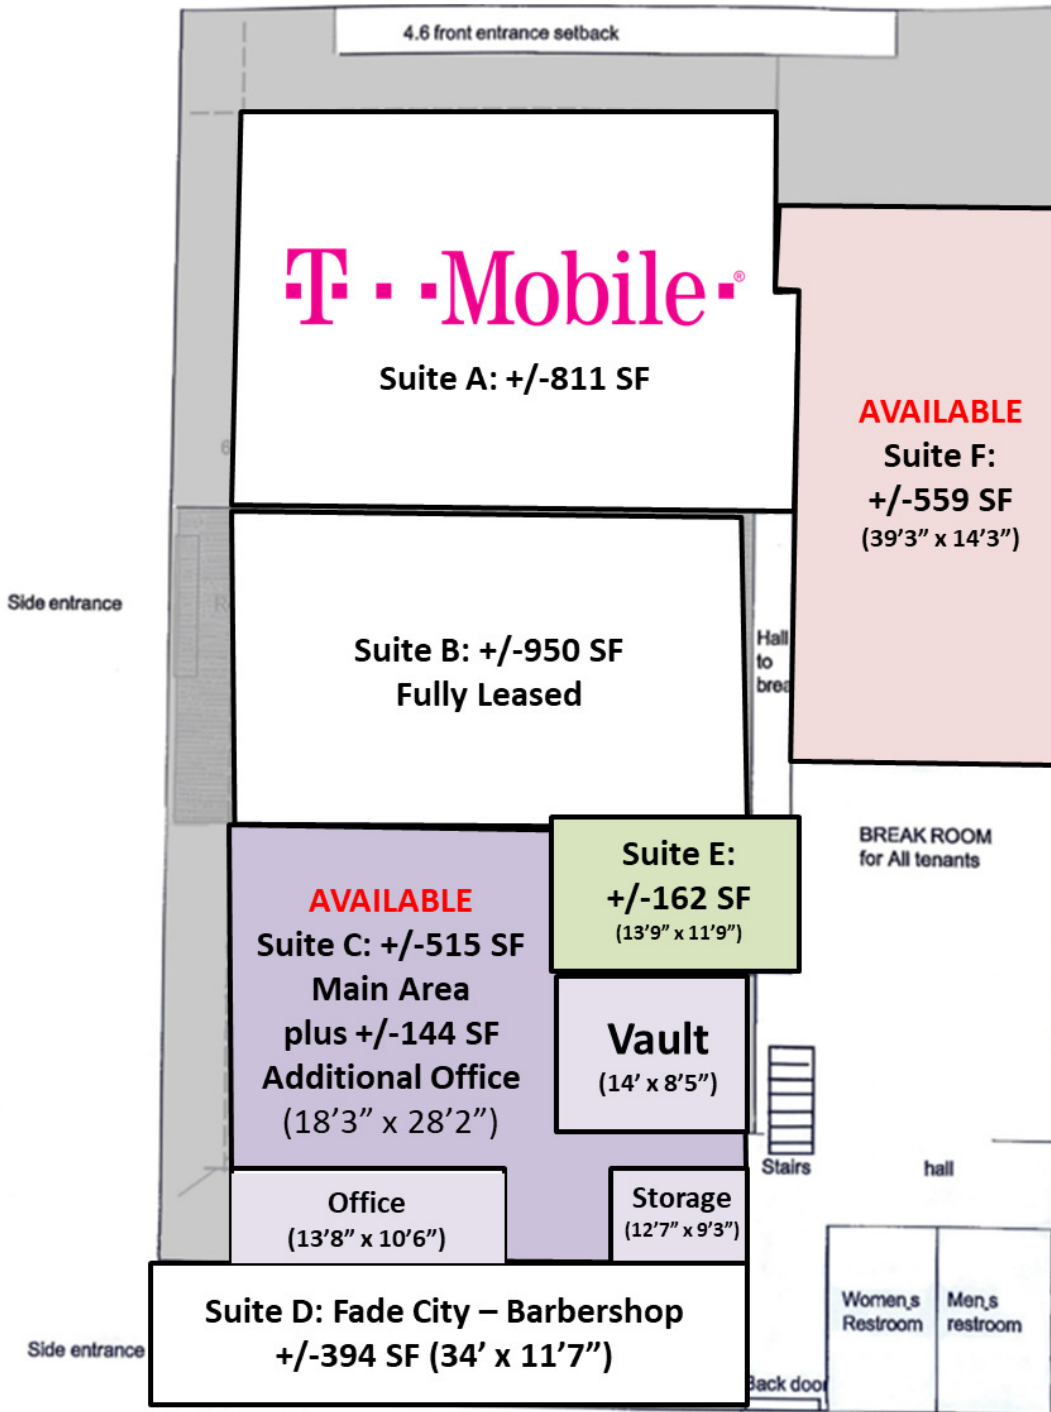 4.6 front entrance setback
T··Mobile·®
Suite A: +/-811 SF
AVAILABLE
Suite F:
+/-559 SF
(39’3” x 14’3”)
6
Side entrance
R
Suite B: +/-950 SF
Fully Leased
Hall
to
brea
AVAILABLE
Suite C: +/-515 SF
Main Area
plus +/-144 SF
Additional Office
(18’3” x 28’2”)
Suite E:
+/-162 SF
(13’9” x 11’9”)
BREAK ROOM
for All tenants
Vault
(14’ x 8’5”)
Stairs
hall
Office
(13’8” x 10’6”)
Storage
(12’7” x 9’3”)
Suite D: Fade City – Barbershop
+/-394 SF (34’ x 11’7”)
Side entrance
Women,s
Restroom
Men,s
restroom
Back door